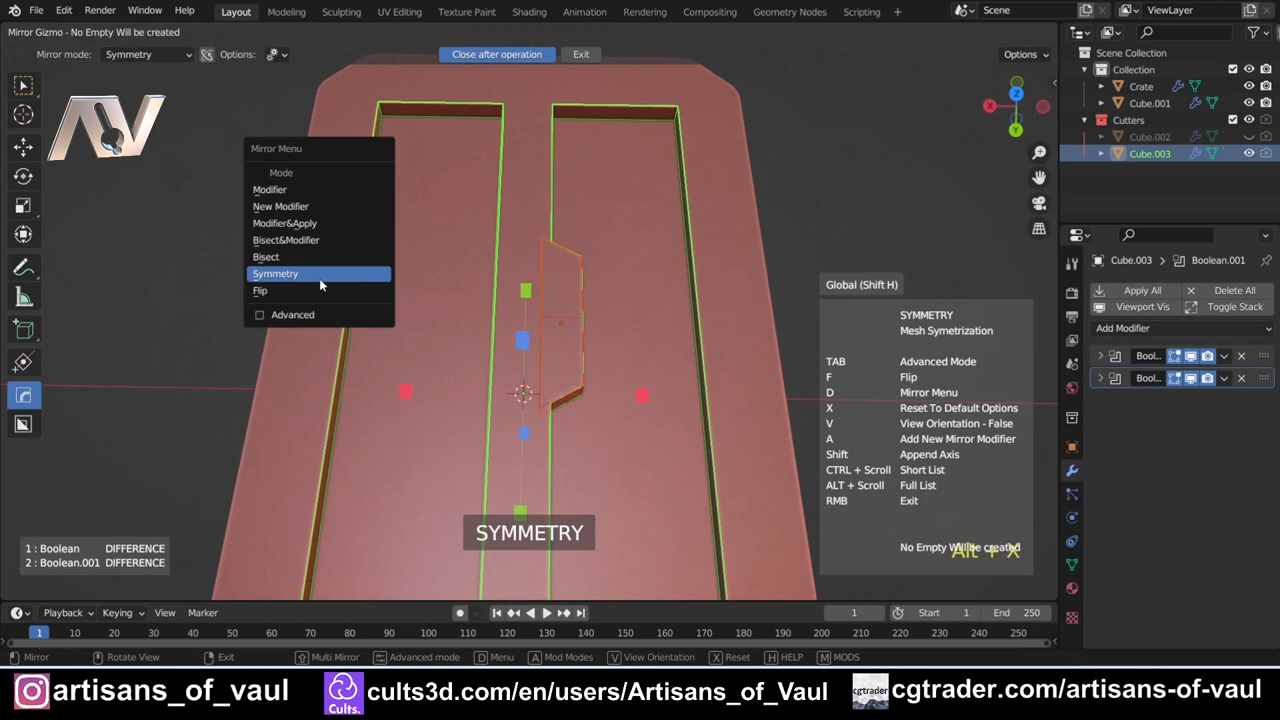 File Edit Render Window Help Layout Modeling Sculpting UV Editing Texture Paint Shading Animation Rendering Compositing Geometry Nodes Scripting + Scene ViewLayer
Mirror Gizmo - No Empty Will be created
Mirror mode: Symmetry Options: Close after operation Exit Options
Scene Collection
Collection
Crate
Cube.001
Cutters
Cube.002
Cube.003
AV
X
Z
Y
Mirror Menu
Mode
Modifier
New Modifier
Modifier&Apply
Bisect&Modifier
Bisect
Symmetry
Flip
Advanced
Global (Shift H)
SYMMETRY
Mesh Symetrization
TAB Advanced Mode
F Flip
D Mirror Menu
X Reset To Default Options
V View Orientation - False
A Add New Mirror Modifier
Shift Append Axis
CTRL + Scroll Short List
ALT + Scroll Full List
RMB Exit
No Empty Will be created
Alt + X
SYMMETRY
1 : Boolean DIFFERENCE
2 : Boolean.001 DIFFERENCE
Cube.003 > Boolean.001
Apply All Delete All
Viewport Vis Toggle Stack
Add Modifier
Bool...
Bool...
Playback Keying View Marker 1 Start 1 End 250
1 10 20 30 40 50 60 70 80 90 100 110 120 130 140 150 160 170 180 190 200 210 220 230 240 250
Mirror Rotate View Exit Multi Mirror Advanced mode D Menu A Mod Modes V View Orientation X Reset H HELP M MODS
artisans_of_vaul Cults. cults3d.com/en/users/Artisans_of_Vaul cgtrader cgtrader.com/artisans-of-vaul